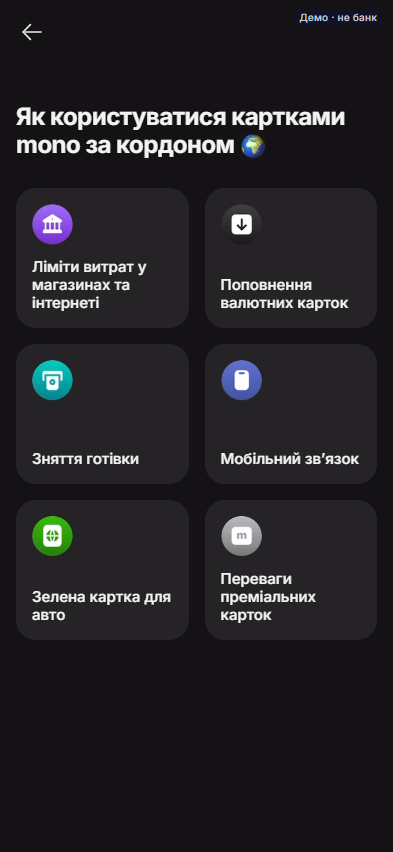 Демо · не банк
Як користуватися картками
mono за кордоном 🌍
Ліміти витрат у
магазинах та
інтернеті
Поповнення
валютних карток
Зняття готівки
Мобільний зв’язок
Зелена картка для
авто
m
Переваги
преміальних
карток